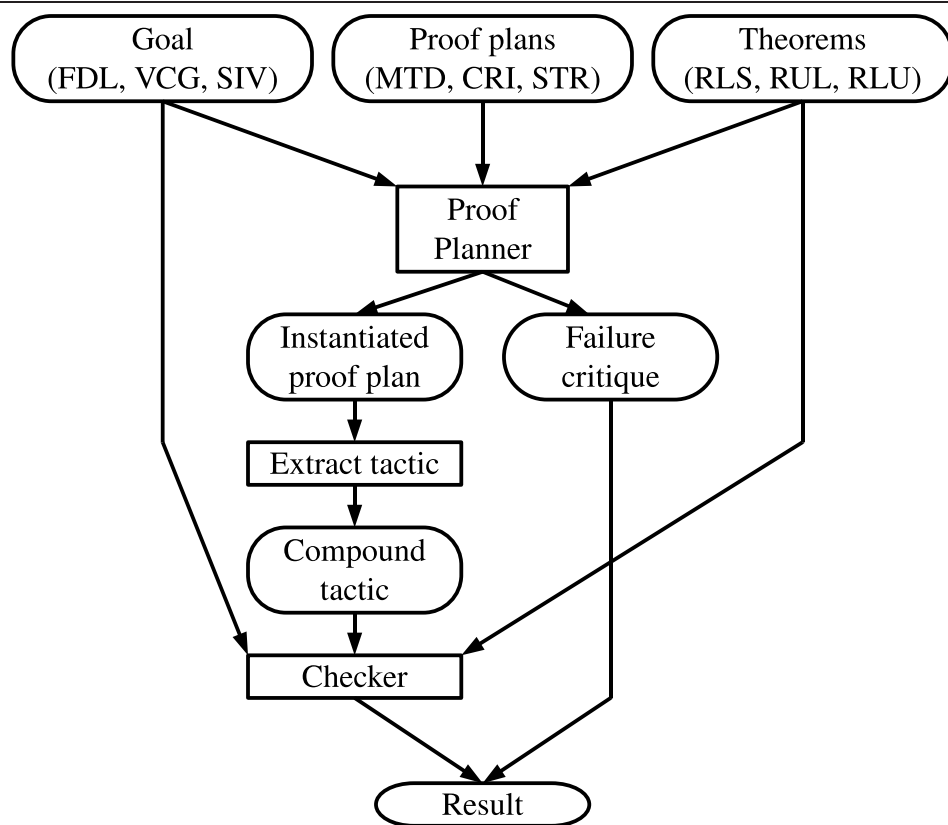 Goal
(FDL, VCG, SIV)
Proof plans
(MTD, CRI, STR)
Theorems
(RLS, RUL, RLU)
Proof
Planner
Instantiated
proof plan
Failure
critique
Extract tactic
Compound
tactic
Checker
Result